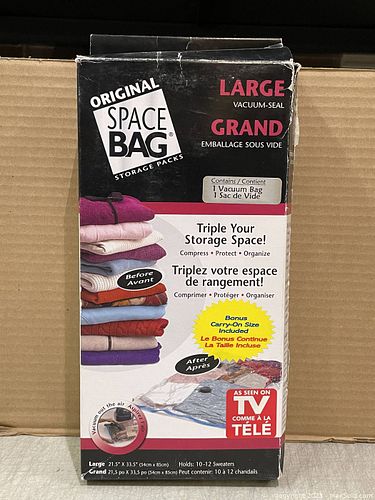 ORIGINAL
SPACE
BAG®
STORAGE PACKS
LARGE
VACUUM-SEAL
GRAND
EMBALLAGE SOUS VIDE
Contains / Contient
1 Vacuum Bag
1 Sac de Vide
Triple Your
Storage Space!
Compress • Protect • Organize
Triplez votre espace
de rangement!
Comprimer • Protéger • Organiser
Before
Avant
Bonus
Carry-On Size
Included
Le Bonus Continue
La Taille Incluse
After
Après
AS SEEN ON
TV
COMME À LA
TÉLÉ
Vacuum out the air
Large 21.5" X 33.5" (54cm x 85cm) Holds: 10-12 Sweaters
Grand 21,5 po X 33,5 po (54cm x 85cm) Peut contenir: 10 à 12 chandails